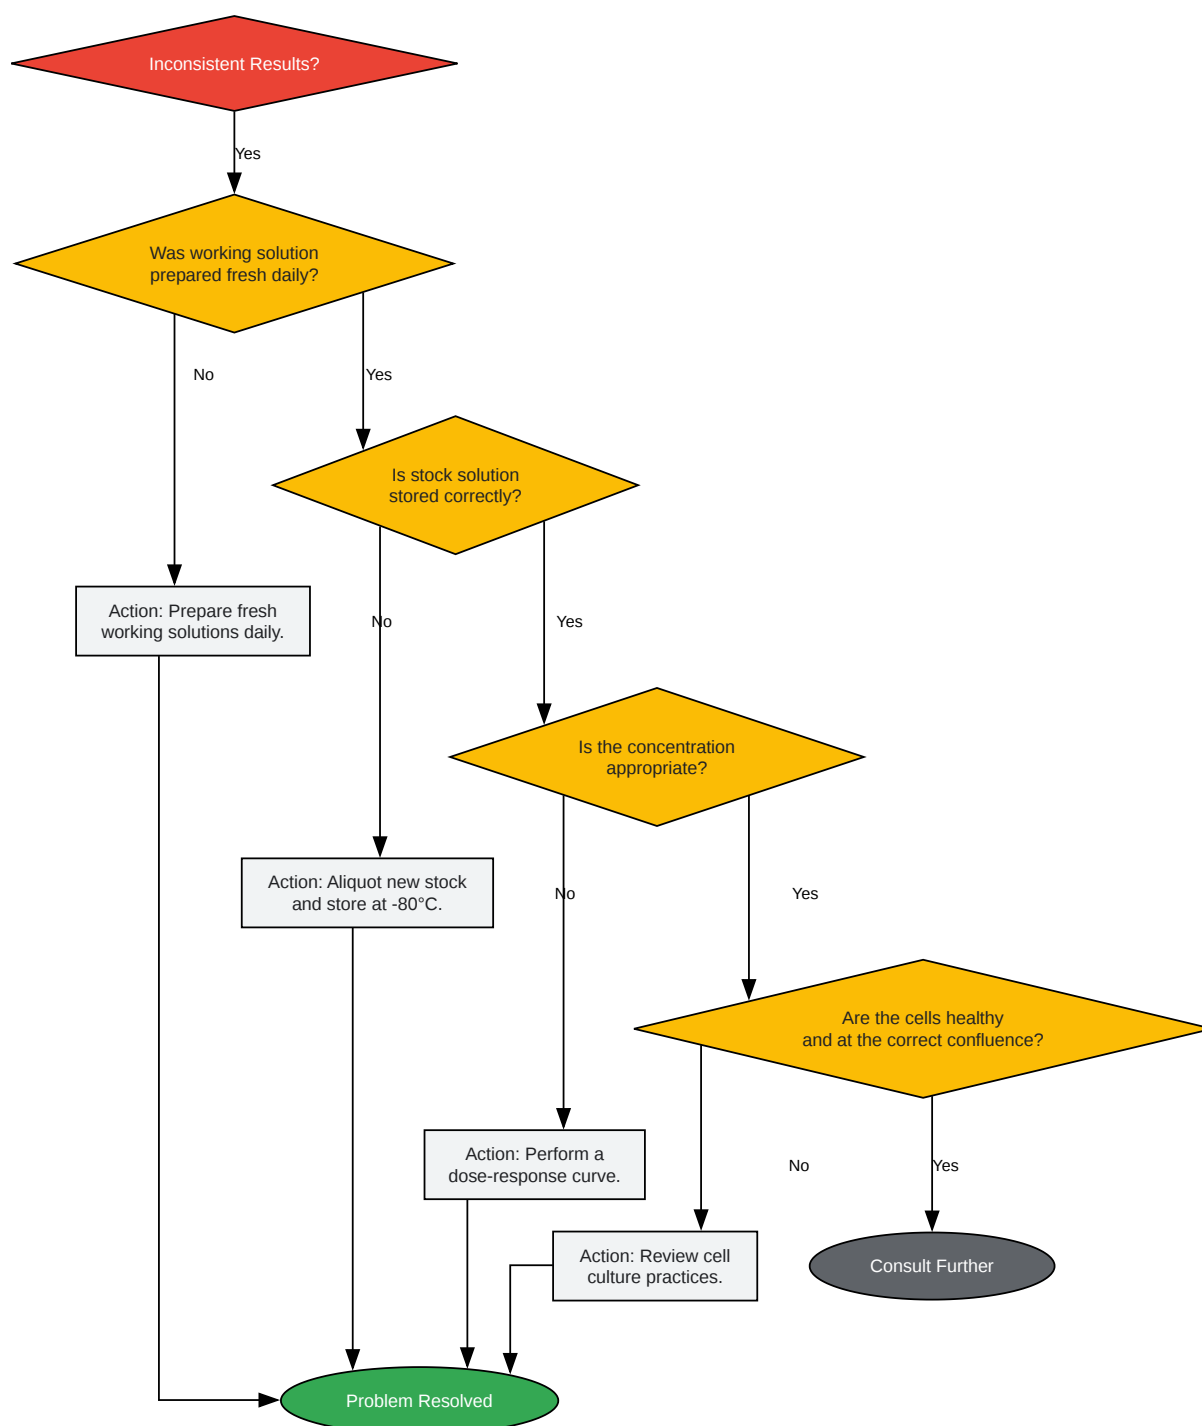 Inconsistent Results?
Yes
Was working solution
prepared fresh daily?
No
Yes
Is stock solution
stored correctly?
Action: Prepare fresh
working solutions daily.
No
Yes
Is the concentration
appropriate?
Action: Aliquot new stock
and store at -80°C.
No
Yes
Are the cells healthy
and at the correct confluence?
Action: Perform a
dose-response curve.
No
Yes
Action: Review cell
culture practices.
Consult Further
Problem Resolved